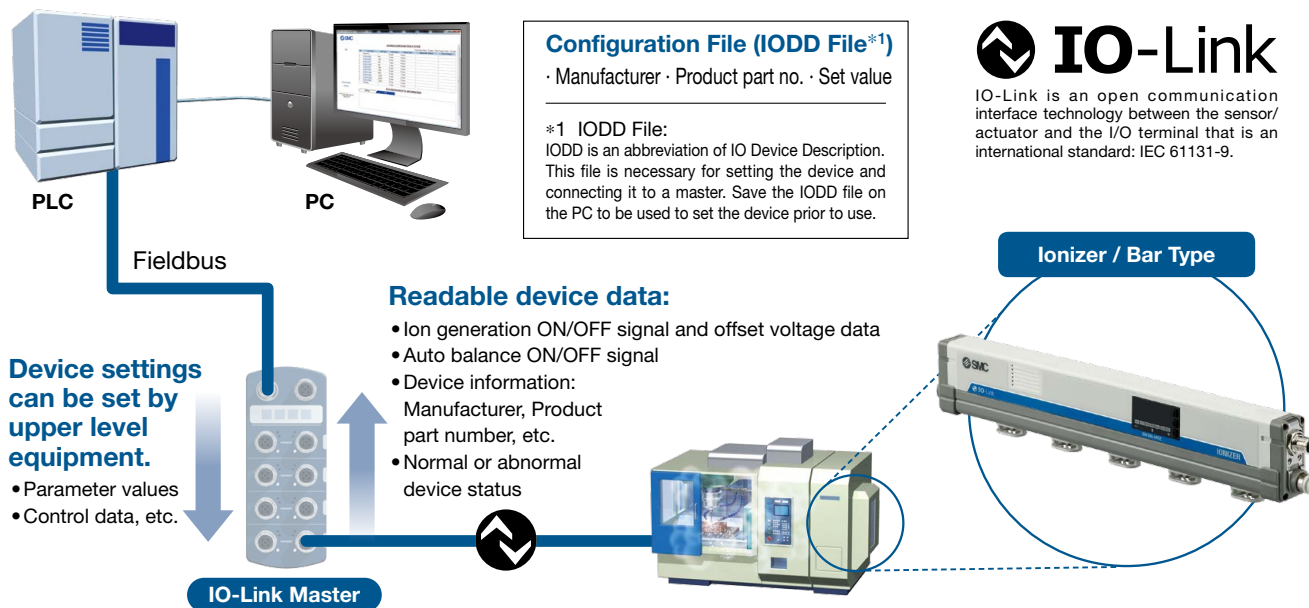 Configuration File (IODD File*1)
· Manufacturer · Product part no. · Set value
*1 IODD File:
IODD is an abbreviation of IO Device Description.
This file is necessary for setting the device and
connecting it to a master. Save the IODD file on
the PC to be used to set the device prior to use.
IO-Link
IO-Link is an open communication
interface technology between the sensor/
actuator and the I/O terminal that is an
international standard: IEC 61131-9.
SMC
PLC
PC
Fieldbus
Ionizer / Bar Type
Readable device data:
•Ion generation ON/OFF signal and offset voltage data
•Auto balance ON/OFF signal
•Device information:
Manufacturer, Product
part number, etc.
•Normal or abnormal
device status
Device settings
can be set by
upper level
equipment.
•Parameter values
•Control data, etc.
IO-Link Master
SMC
IO-Link
IONIZER